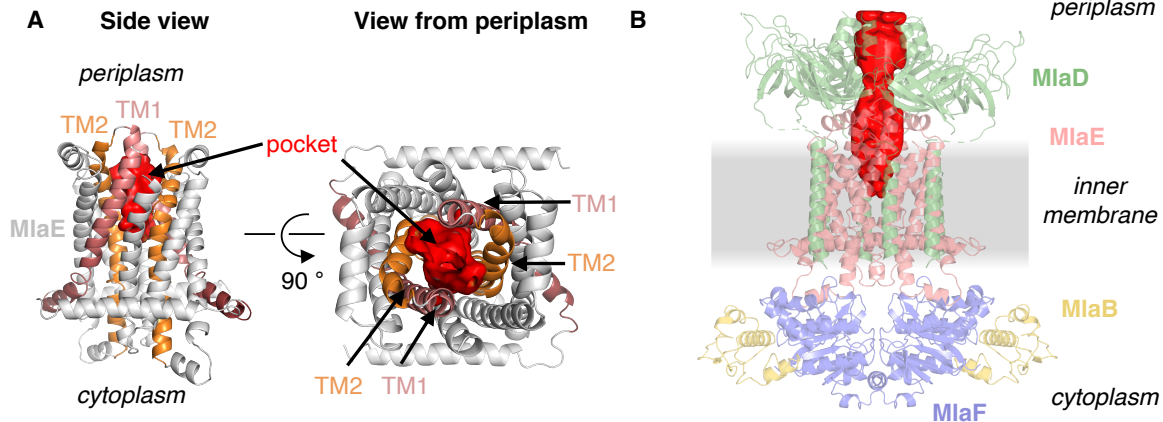 A
Side view
View from periplasm
periplasm
TM1
TM2
TM2
pocket
MlaE
90 °
TM1
TM2
TM2
TM1
cytoplasm
B
periplasm
MlaD
MlaE
inner
membrane
MlaB
MlaF
cytoplasm